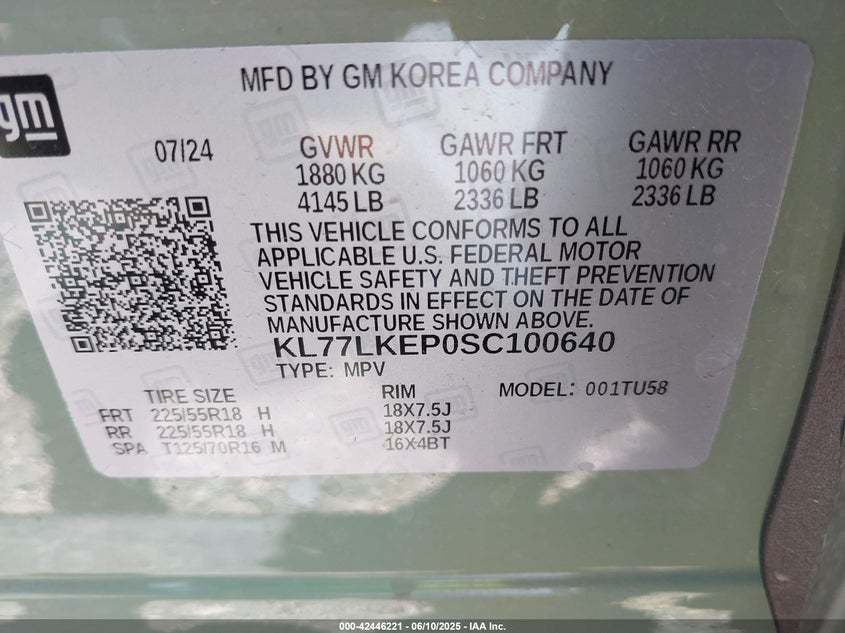 gm
MFD BY GM KOREA COMPANY
07/24 GVWR GAWR FRT GAWR RR
1880 KG 1060 KG 1060 KG
4145 LB 2336 LB 2336 LB
THIS VEHICLE CONFORMS TO ALL
APPLICABLE U.S. FEDERAL MOTOR
VEHICLE SAFETY AND THEFT PREVENTION
STANDARDS IN EFFECT ON THE DATE OF
MANUFACTURE SHOWN ABOVE.
KL77LKEP0SC100640
TYPE: MPV
TIRE SIZE RIM MODEL: 001TU58
FRT 225/55R18 H 18X7.5J
RR 225/55R18 H 18X7.5J
SPA T125/70R16 M 16X4BT
000-42446221 - 06/10/2025 - IAA Inc.